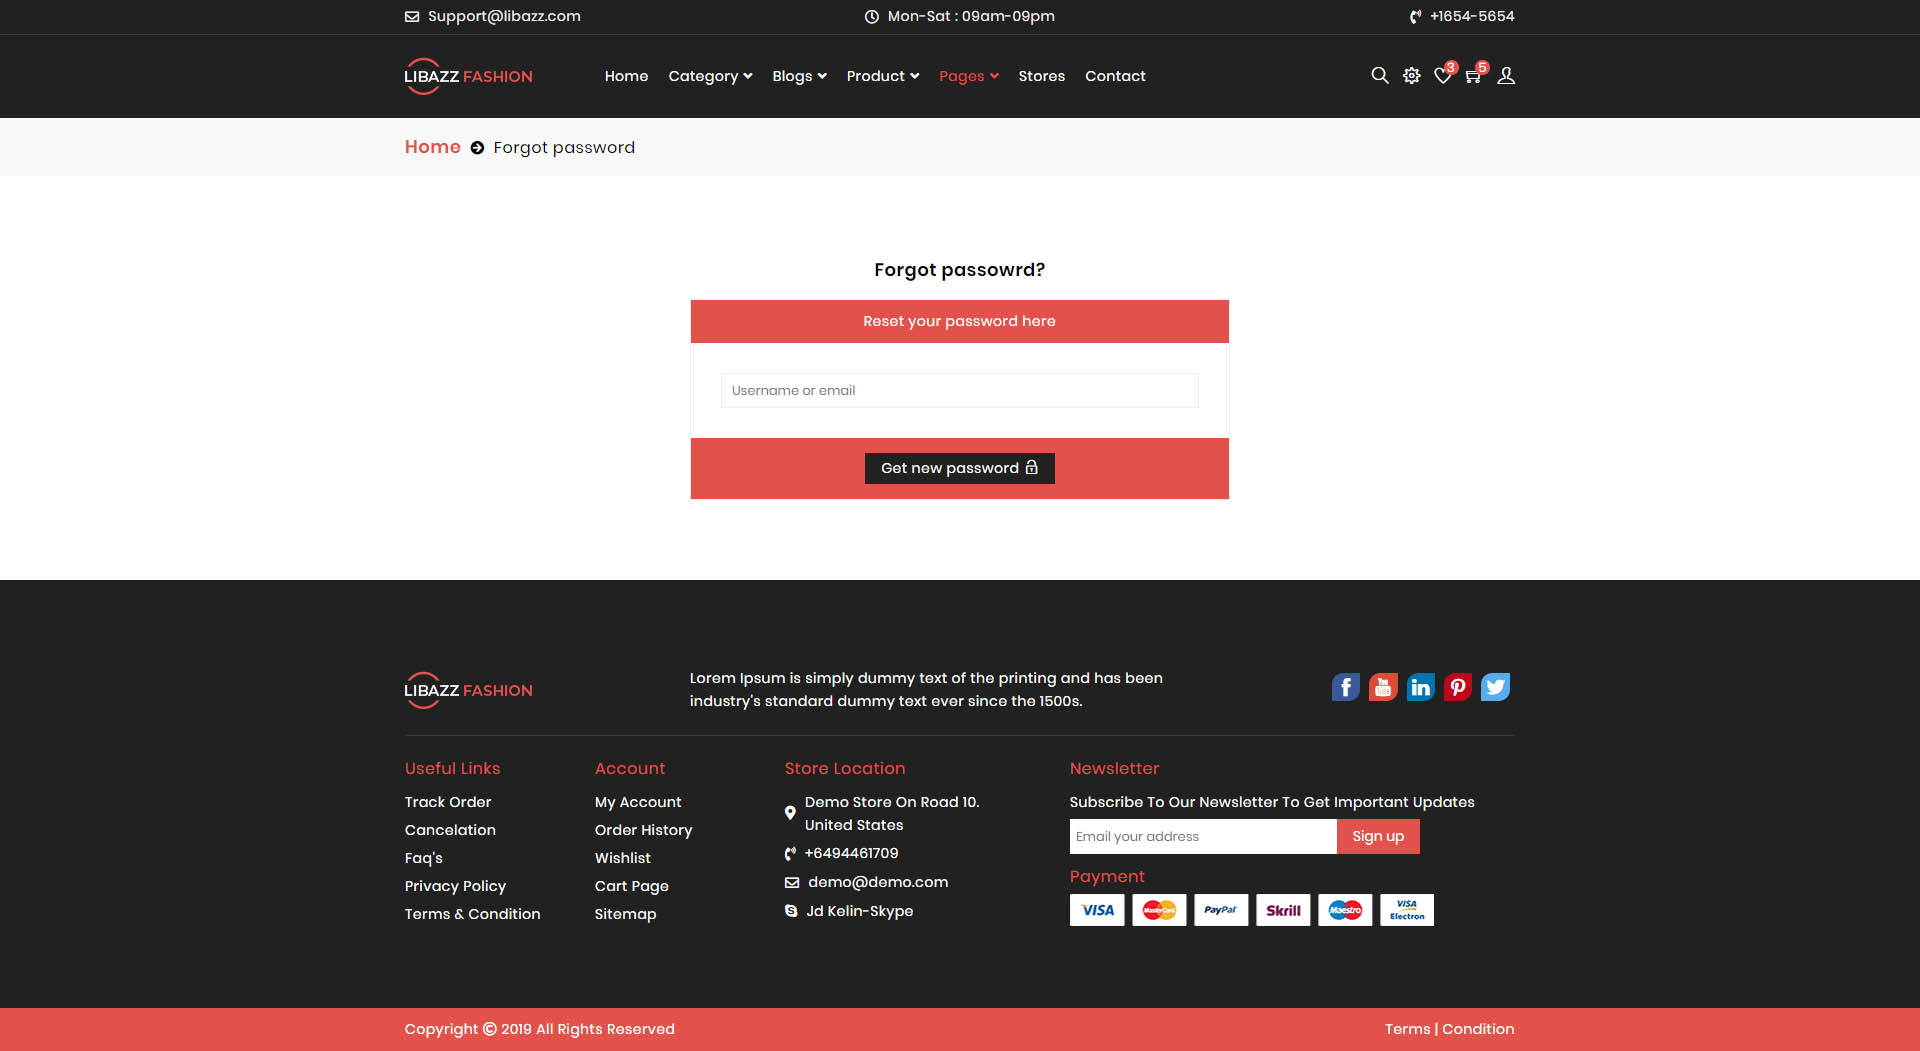 Support@libazz.com
Mon-Sat : 09am-09pm
+1654-5654
LIBAZZ FASHION
Home
Category
Blogs
Product
Pages
Stores
Contact
3
5
Home
Forgot password
Forgot passowrd?
Reset your password here
Username or email
Get new password
LIBAZZ FASHION
Lorem Ipsum is simply dummy text of the printing and has been
industry's standard dummy text ever since the 1500s.
f
You
Tube
in
Useful Links
Track Order
Cancelation
Faq's
Privacy Policy
Terms & Condition
Account
My Account
Order History
Wishlist
Cart Page
Sitemap
Store Location
Demo Store On Road 10.
United States
+6494461709
demo@demo.com
Jd Kelin-Skype
Newsletter
Subscribe To Our Newsletter To Get Important Updates
Email your address
Sign up
Payment
VISA
MasterCard
PayPal
Skrill
Maestro
VISA
Electron
Copyright © 2019 All Rights Reserved
Terms | Condition